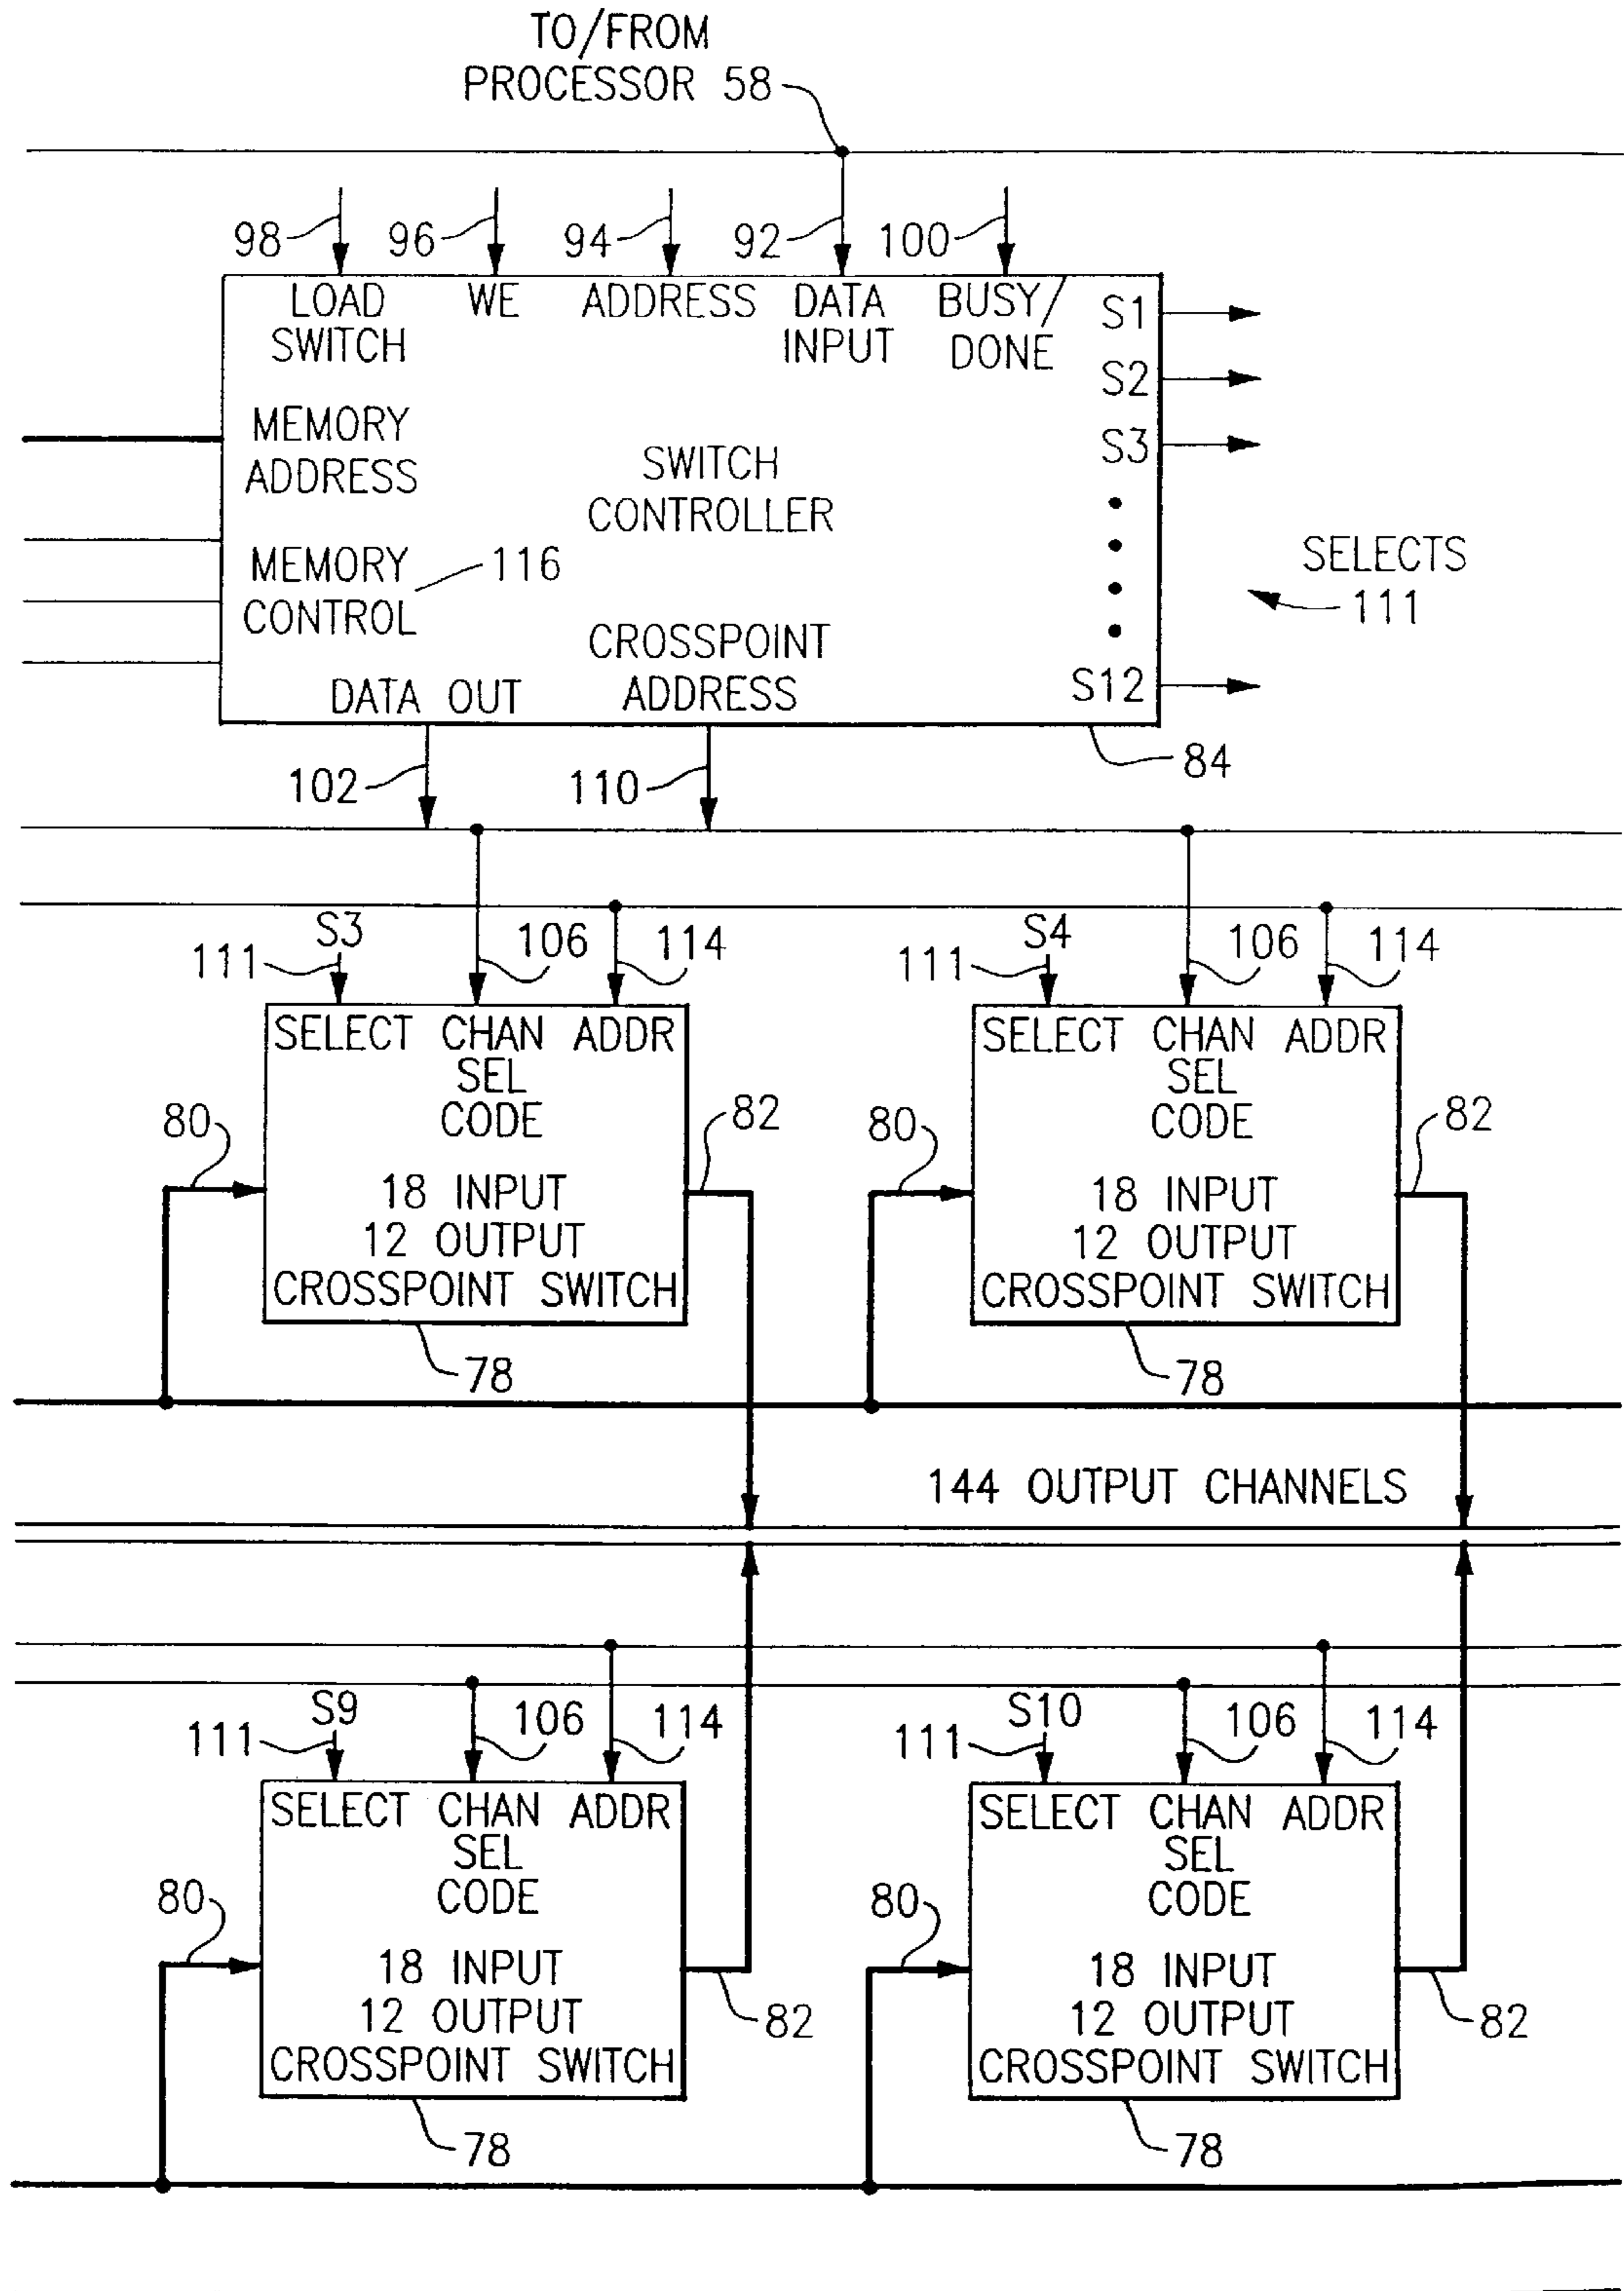 TO/FROM
PROCESSOR 58
98
96
94
92
100
LOAD
SWITCH
WE
ADDRESS
DATA
INPUT
BUSY/
DONE
S1
S2
S3
S12
MEMORY
ADDRESS
SWITCH
CONTROLLER
MEMORY
CONTROL
116
SELECTS
111
CROSSPOINT
ADDRESS
DATA OUT
84
102
110
S3
111
106
114
S4
111
106
114
SELECT CHAN ADDR
SEL
CODE
80
82
18 INPUT
12 OUTPUT
CROSSPOINT SWITCH
78
SELECT CHAN ADDR
SEL
CODE
80
82
18 INPUT
12 OUTPUT
CROSSPOINT SWITCH
78
144 OUTPUT CHANNELS
S9
111
106
114
S10
111
106
114
SELECT CHAN ADDR
SEL
CODE
80
18 INPUT
12 OUTPUT
CROSSPOINT SWITCH
82
78
SELECT CHAN ADDR
SEL
CODE
80
18 INPUT
12 OUTPUT
CROSSPOINT SWITCH
82
78